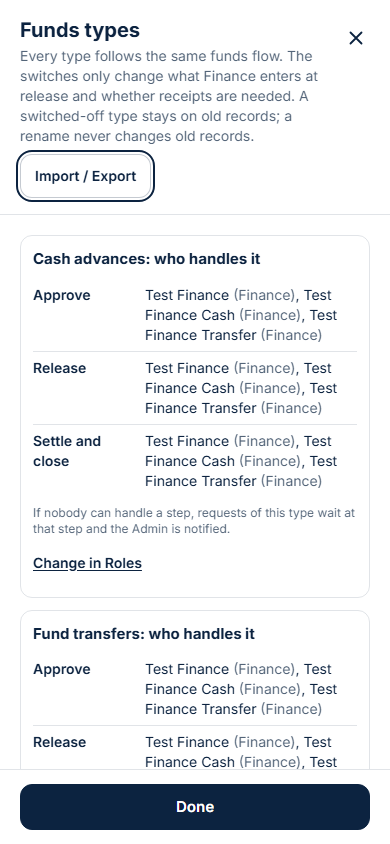 Funds types
Every type follows the same funds flow. The
switches only change what Finance enters at
release and whether receipts are needed. A
switched-off type stays on old records; a
rename never changes old records.
Import / Export
Cash advances: who handles it
Approve
Test Finance (Finance), Test
Finance Cash (Finance), Test
Finance Transfer (Finance)
Release
Test Finance (Finance), Test
Finance Cash (Finance), Test
Finance Transfer (Finance)
Settle and
close
Test Finance (Finance), Test
Finance Cash (Finance), Test
Finance Transfer (Finance)
If nobody can handle a step, requests of this type wait at
that step and the Admin is notified.
Change in Roles
Fund transfers: who handles it
Approve
Test Finance (Finance), Test
Finance Cash (Finance), Test
Finance Transfer (Finance)
Release
Test Finance (Finance), Test
Finance Cash (Finance), Test
Done